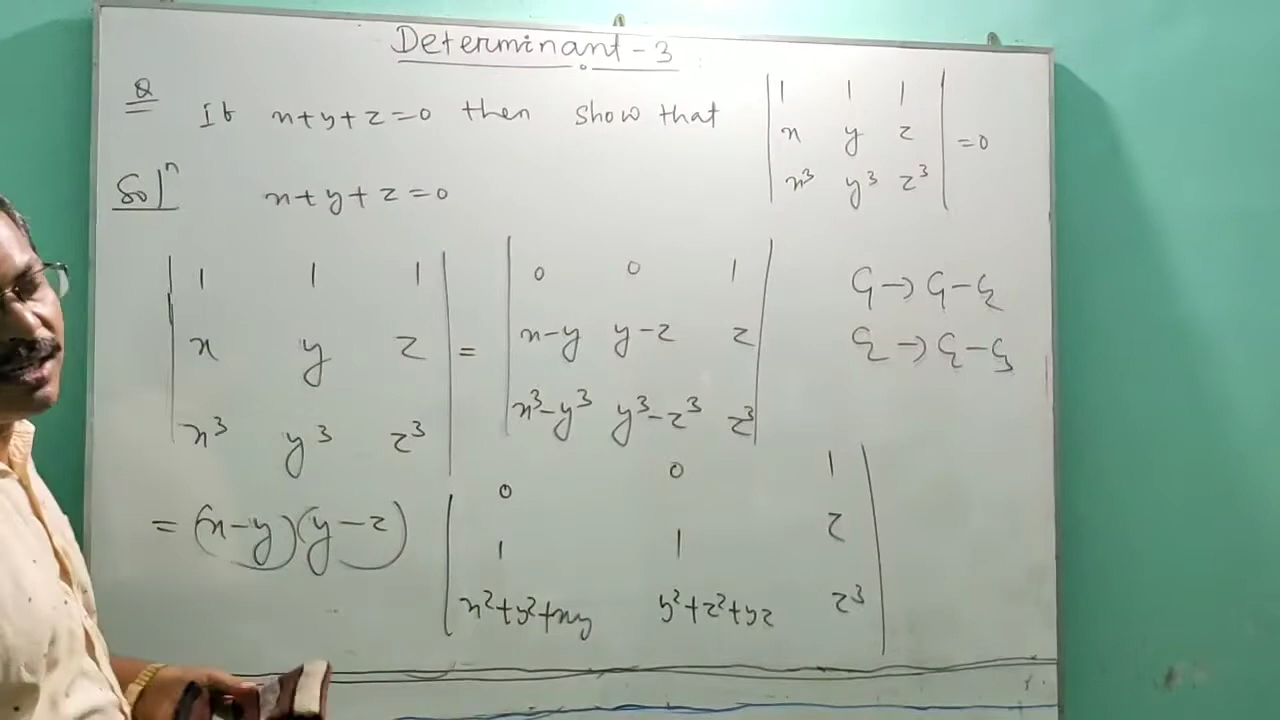 Determinant - 3
Q If x+y+z=0 then show that | 1 1 1 |
| x y z | =0
| x³ y³ z³ |
Solⁿ x+y+z=0
| 1 1 1 | | 0 0 1 | C₁→C₁-C₂
| x y z | = | x-y y-z z | C₂→C₂-C₃
| x³ y³ z³ | | x³-y³ y³-z³ z³ |
| 0 0 1 |
= (x-y)(y-z) | 1 1 z |
| x²+y²+xy y²+z²+yz z³ |